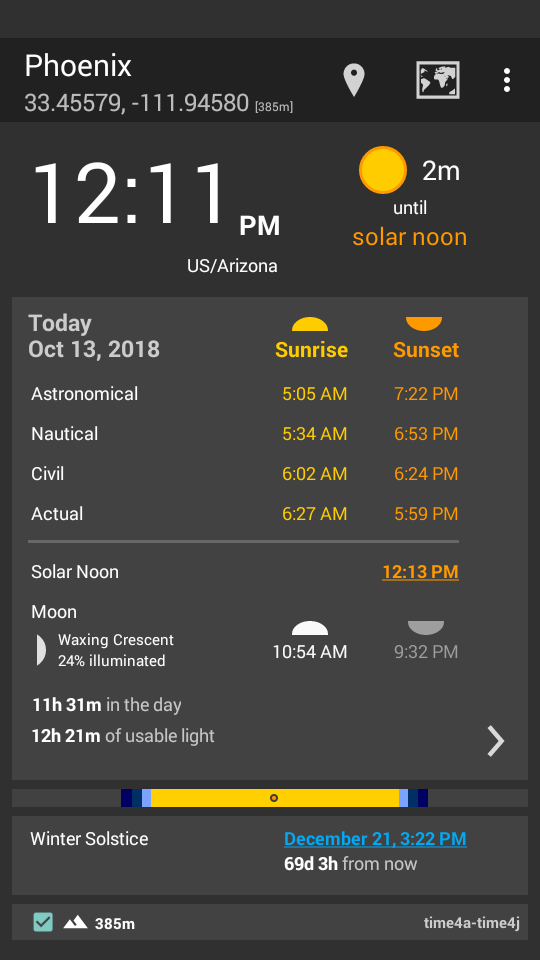 Phoenix
33.45579, -111.94580 [385m]
12:11 PM
2m
until
solar noon
US/Arizona
Today
Oct 13, 2018
Sunrise Sunset
Astronomical 5:05 AM 7:22 PM
Nautical 5:34 AM 6:53 PM
Civil 6:02 AM 6:24 PM
Actual 6:27 AM 5:59 PM
Solar Noon 12:13 PM
Moon
Waxing Crescent
24% illuminated
10:54 AM 9:32 PM
11h 31m in the day
12h 21m of usable light
Winter Solstice December 21, 3:22 PM
69d 3h from now
385m time4a-time4j